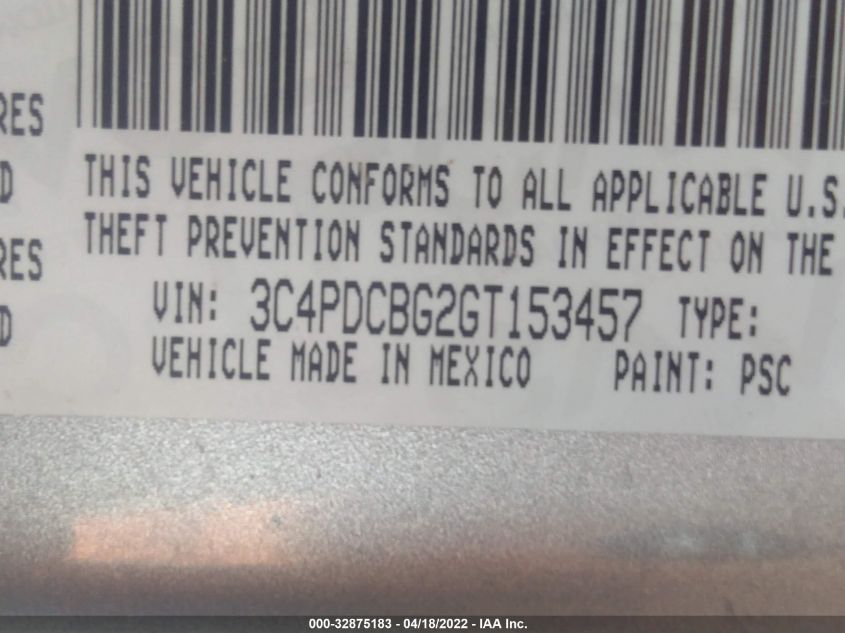 RES
THIS VEHICLE CONFORMS TO ALL APPLICABLE U.S.
D
THEFT PREVENTION STANDARDS IN EFFECT ON THE
RES
VIN: 3C4PDCBG2GT153457 TYPE:
D
VEHICLE MADE IN MEXICO PAINT: PSC
000-32875183 - 04/18/2022 - IAA Inc.